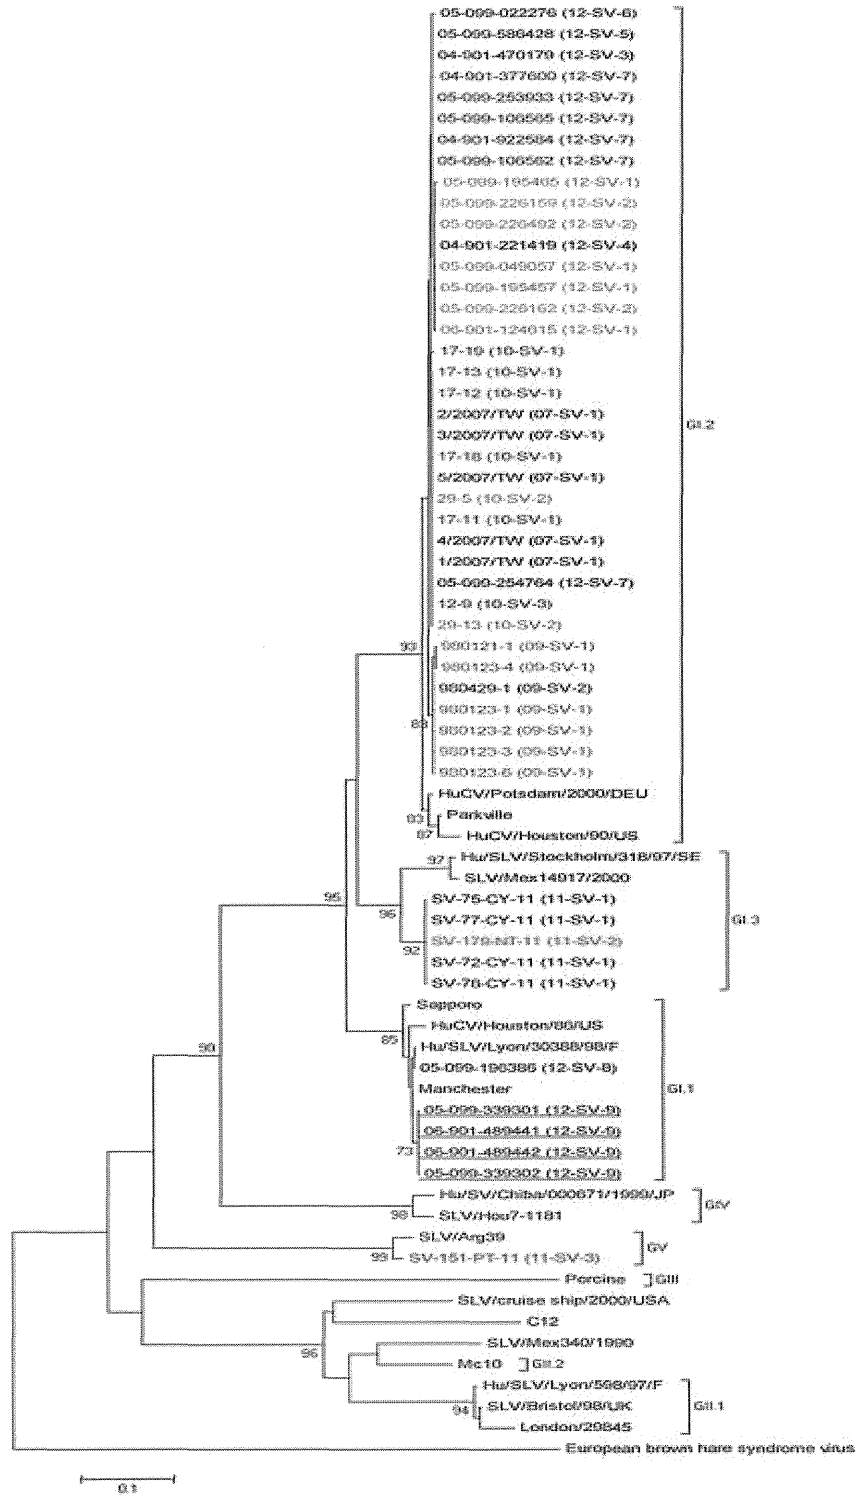 05-099-022276 (12-SV-6)
05-099-586428 (12-SV-5)
04-901-470179 (12-SV-3)
04-901-377600 (12-SV-7)
05-099-253933 (12-SV-7)
05-099-106565 (12-SV-7)
04-901-922584 (12-SV-7)
05-099-106562 (12-SV-7)
05-099-195465 (12-SV-1)
05-099-226159 (12-SV-2)
05-099-226492 (12-SV-2)
04-901-221419 (12-SV-4)
05-099-049057 (12-SV-1)
05-099-195457 (12-SV-1)
05-099-226162 (12-SV-2)
06-901-124615 (12-SV-1)
17-19 (10-SV-1)
17-13 (10-SV-1)
17-12 (10-SV-1)
2/2007/TW (07-SV-1)
3/2007/TW (07-SV-1)
GI.2
17-18 (10-SV-1)
5/2007/TW (07-SV-1)
29-5 (10-SV-2)
17-11 (10-SV-1)
4/2007/TW (07-SV-1)
1/2007/TW (07-SV-1)
05-099-254764 (12-SV-7)
12-9 (10-SV-3)
29-13 (10-SV-2)
93
980121-1 (09-SV-1)
980123-4 (09-SV-1)
980429-1 (09-SV-2)
980123-1 (09-SV-1)
980123-2 (09-SV-1)
980123-3 (09-SV-1)
980123-6 (09-SV-1)
HuCV/Potsdam/2000/DEU
83
Parkville
87
HuCV/Houston/90/US
97
Hu/SLV/Stockholm/318/97/SE
SLV/Mex14917/2000
95
SV-75-CY-11 (11-SV-1)
96
SV-77-CY-11 (11-SV-1)
GI.3
SV-179-NT-11 (11-SV-2)
92
SV-72-CY-11 (11-SV-1)
SV-76-CY-11 (11-SV-1)
Sapporo
HuCV/Houston/86/US
85
90
Hu/SLV/Lyon/30388/98/F
05-099-196386 (12-SV-8)
Manchester
GI.1
05-099-339301 (12-SV-9)
06-901-489441 (12-SV-9)
06-901-489442 (12-SV-9)
73
05-099-339302 (12-SV-9)
Hu/SV/Chiba/000671/1999/JP
GIV
98
SLV/Hou7-1181
SLV/Arg39
GV
99
SV-151-PT-11 (11-SV-3)
Porcine
GIII
SLV/cruise ship/2000/USA
C12
96
SLV/Mex340/1990
Mc10
GII.2
Hu/SLV/Lyon/598/97/F
94
SLV/Bristol/98/UK
GII.1
London/29845
European brown hare syndrome virus
0.1